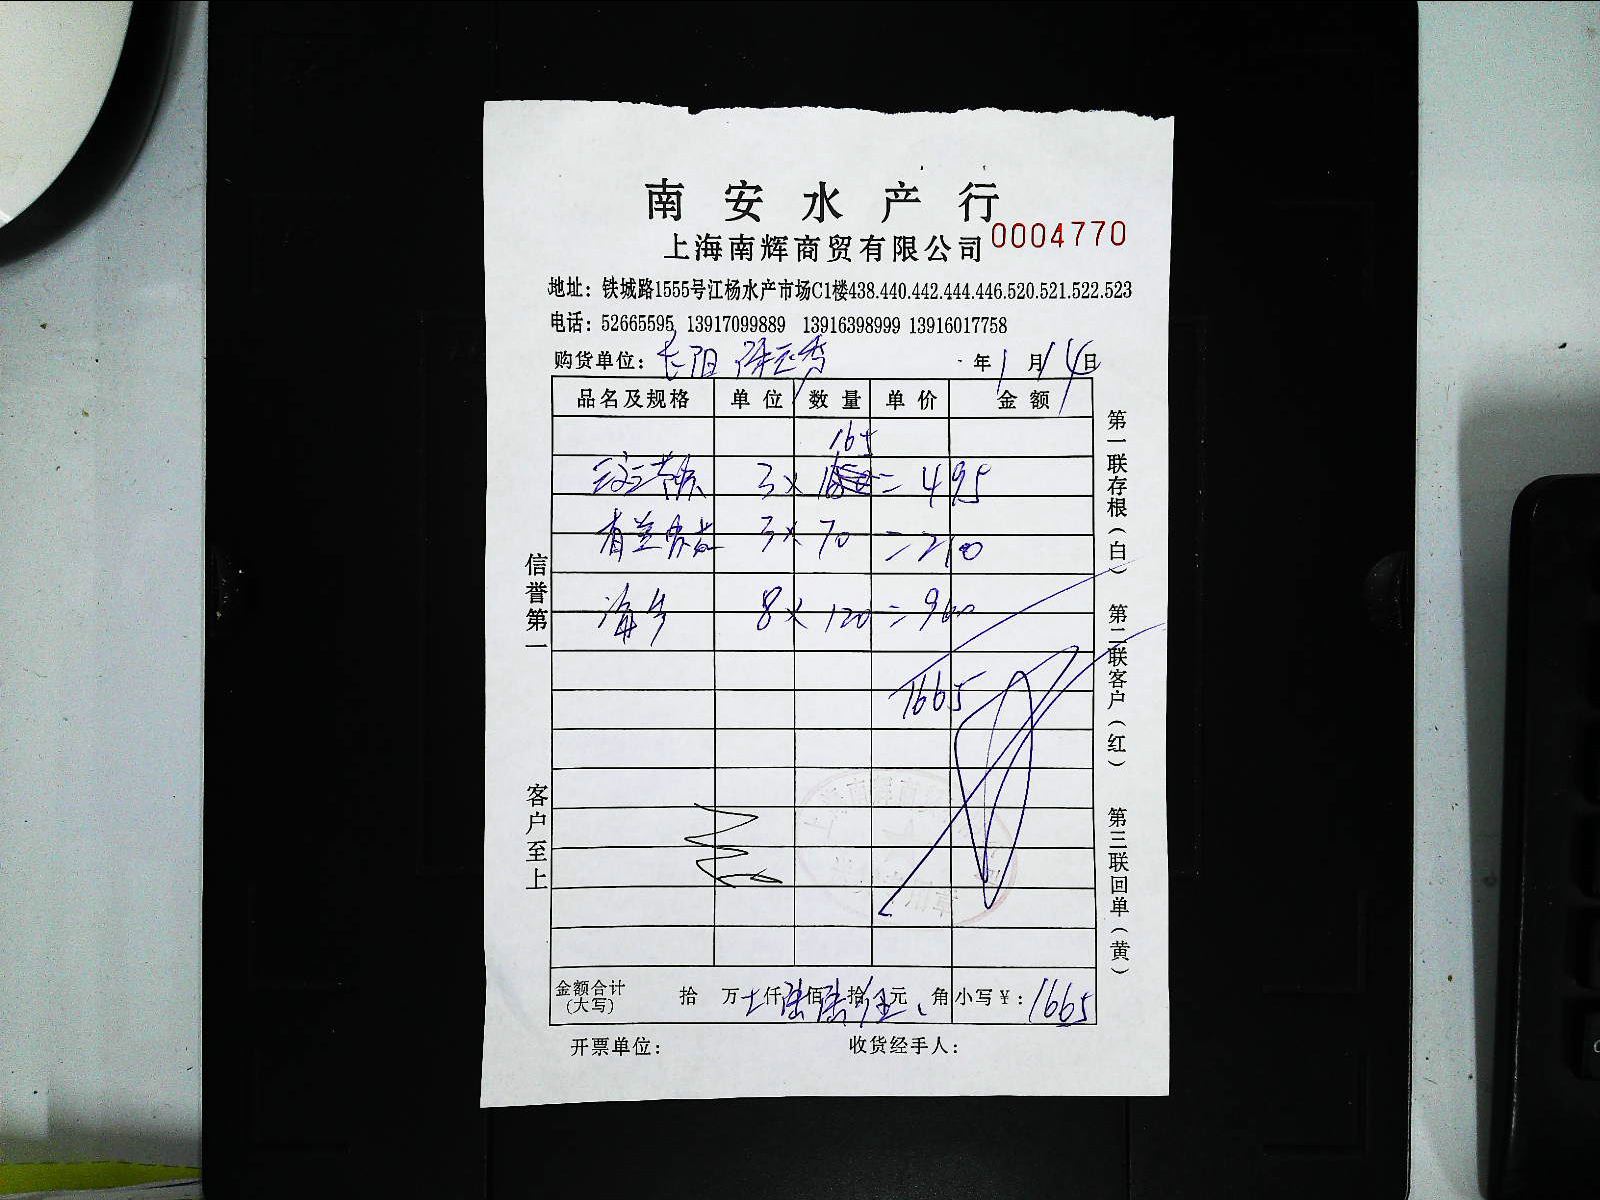 南安水产行
上海南辉商贸有限公司 0004770
地址：铁城路1555号江杨水产市场C1楼438.440.442.444.446.520.521.522.523
电话：52665595 13917099889 13916398999 13916017758
购货单位：长阳 年1月14日
品名及规格 单位 数量 单价 金额
165
3× =495
3×70 =210
8×120 =960
1665
金额合计(大写) 拾 万 仟陆佰陆拾伍元 角 小写￥：1665
开票单位： 收货经手人：
信誉第一
客户至上
第一联存根（白） 第二联客户（红） 第三联回单（黄）